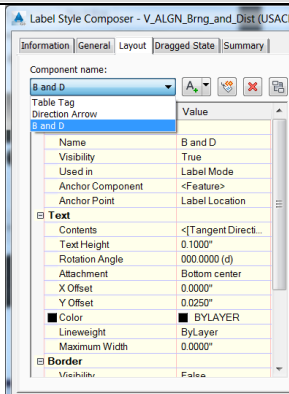 Label Style Composer - V_ALGN_Brng_and_Dist (USAC
Information General Layout Dragged State Summary
Component name:
B and D
Table Tag
Direction Arrow
B and D
Value
Name B and D
Visibility True
Used in Label Mode
Anchor Component <Feature>
Anchor Point Label Location
Text
Contents <[Tangent Directi...
Text Height 0.1000"
Rotation Angle 000.0000 (d)
Attachment Bottom center
X Offset 0.0000"
Y Offset 0.0250"
Color BYLAYER
Lineweight ByLayer
Maximum Width 0.0000"
Border
Visibility False